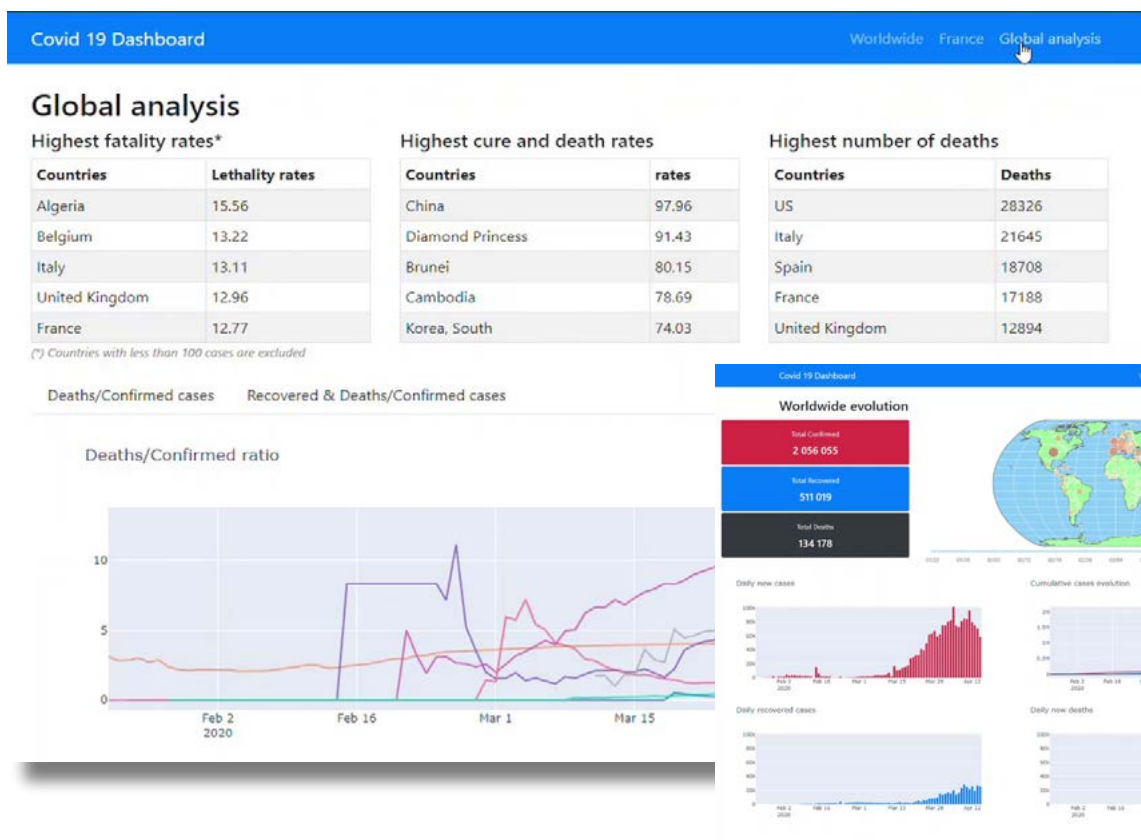 Covid 19 Dashboard
Worldwide France Global analysis
Global analysis
Highest fatality rates*
Countries Lethality rates
Algeria 15.56
Belgium 13.22
Italy 13.11
United Kingdom 12.96
France 12.77
(*) Countries with less than 100 cases are excluded
Highest cure and death rates
Countries rates
China 97.96
Diamond Princess 91.43
Brunei 80.15
Cambodia 78.69
Korea, South 74.03
Highest number of deaths
Countries Deaths
US 28326
Italy 21645
Spain 18708
France 17188
United Kingdom 12894
Deaths/Confirmed cases Recovered & Deaths/Confirmed cases
Deaths/Confirmed ratio
10
5
0
Feb 2 Feb 16 Mar 1 Mar 15
2020
Covid 19 Dashboard
Worldwide evolution
Total Confirmed
2 056 055
Total Recovered
511 019
Total Deaths
134 178
Daily new cases
Cumulative cases evolution
Daily recovered cases
Daily new deaths